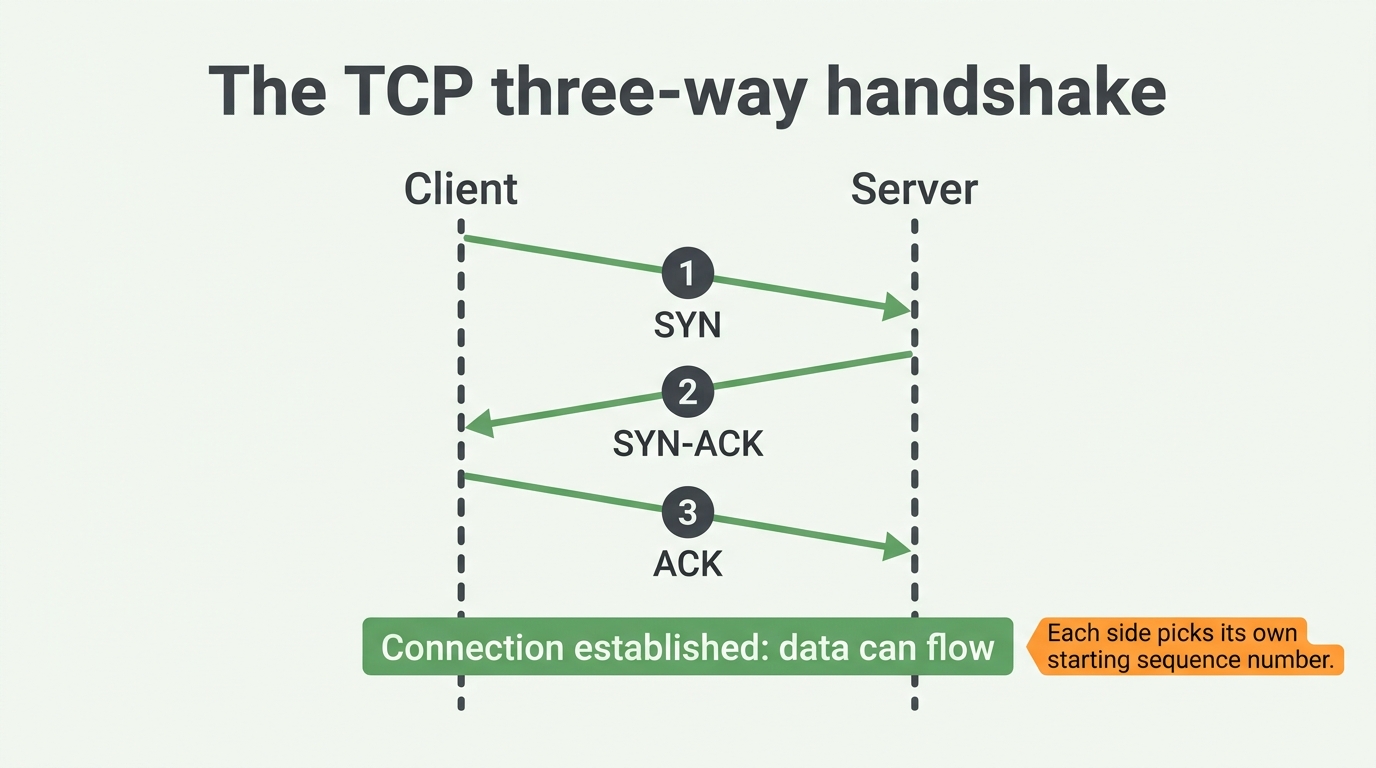 The TCP three-way handshake
Client
Server
1
SYN
2
SYN-ACK
3
ACK
Connection established: data can flow
Each side picks its own
starting sequence number.